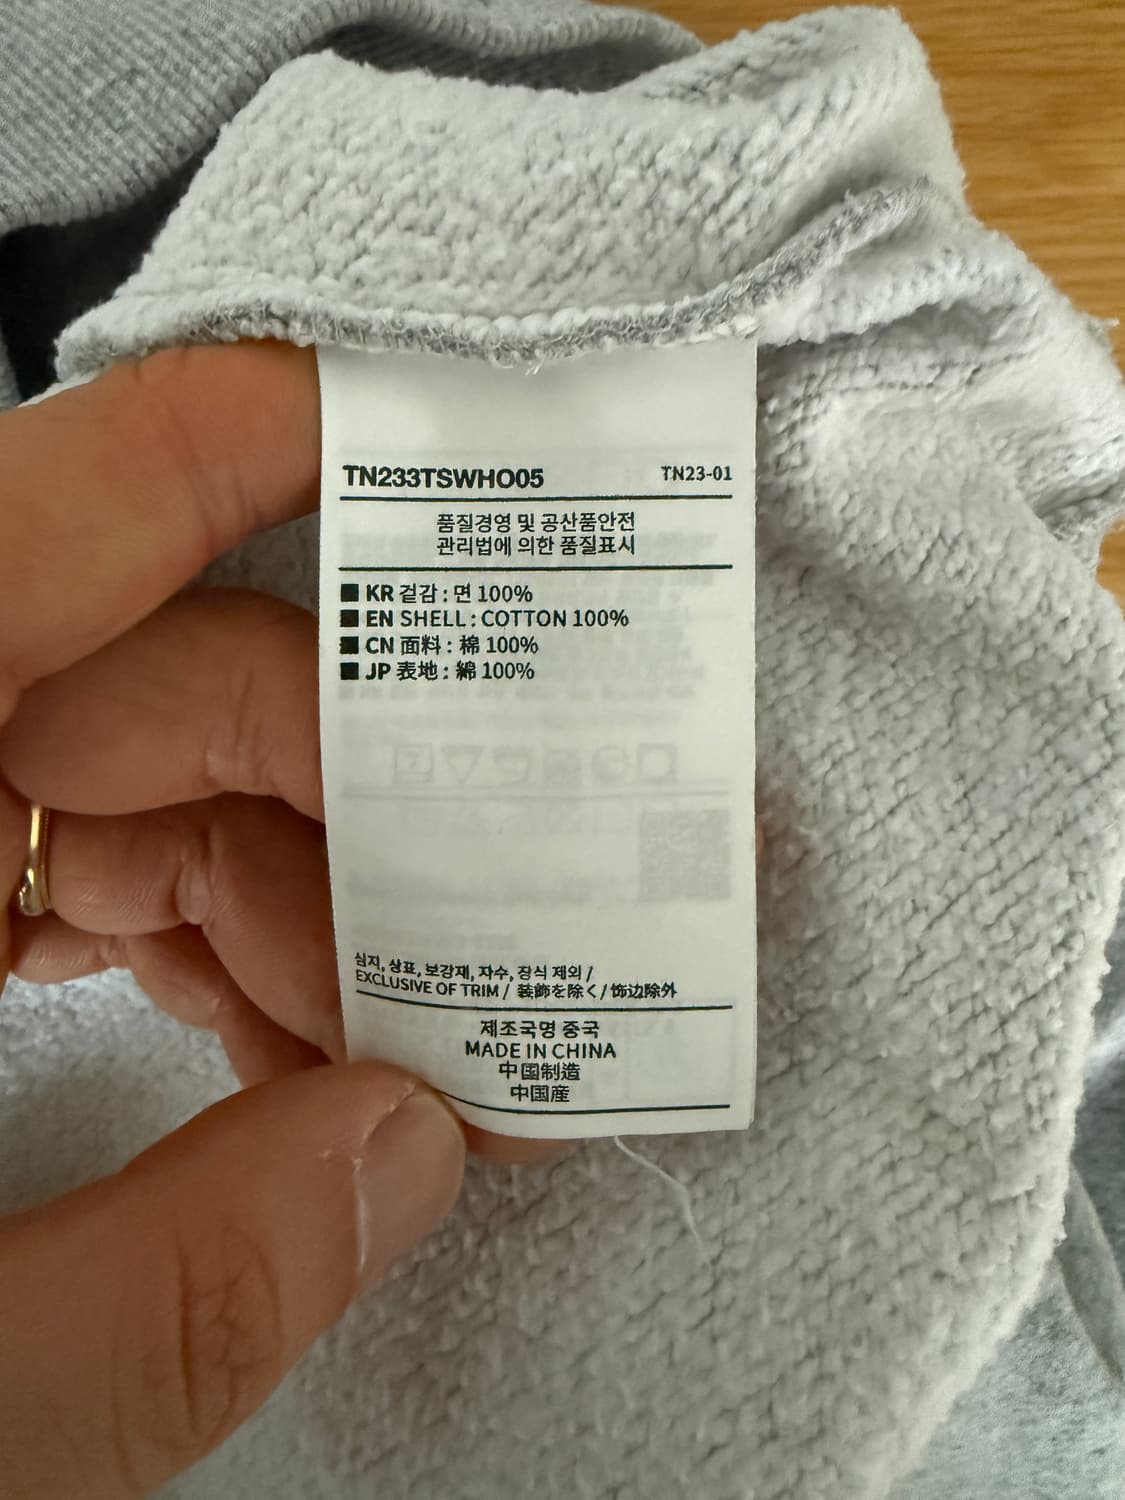 TN233TSWHO05 TN23-01
품질경영 및 공산품안전
관리법에 의한 품질표시
KR 겉감 : 면 100%
EN SHELL : COTTON 100%
CN 面料 : 棉 100%
JP 表地 : 綿 100%
심지, 상표, 보강재, 자수, 장식 제외 /
EXCLUSIVE OF TRIM / 装飾を除く / 饰边除外
제조국명 중국
MADE IN CHINA
中国制造
中国産